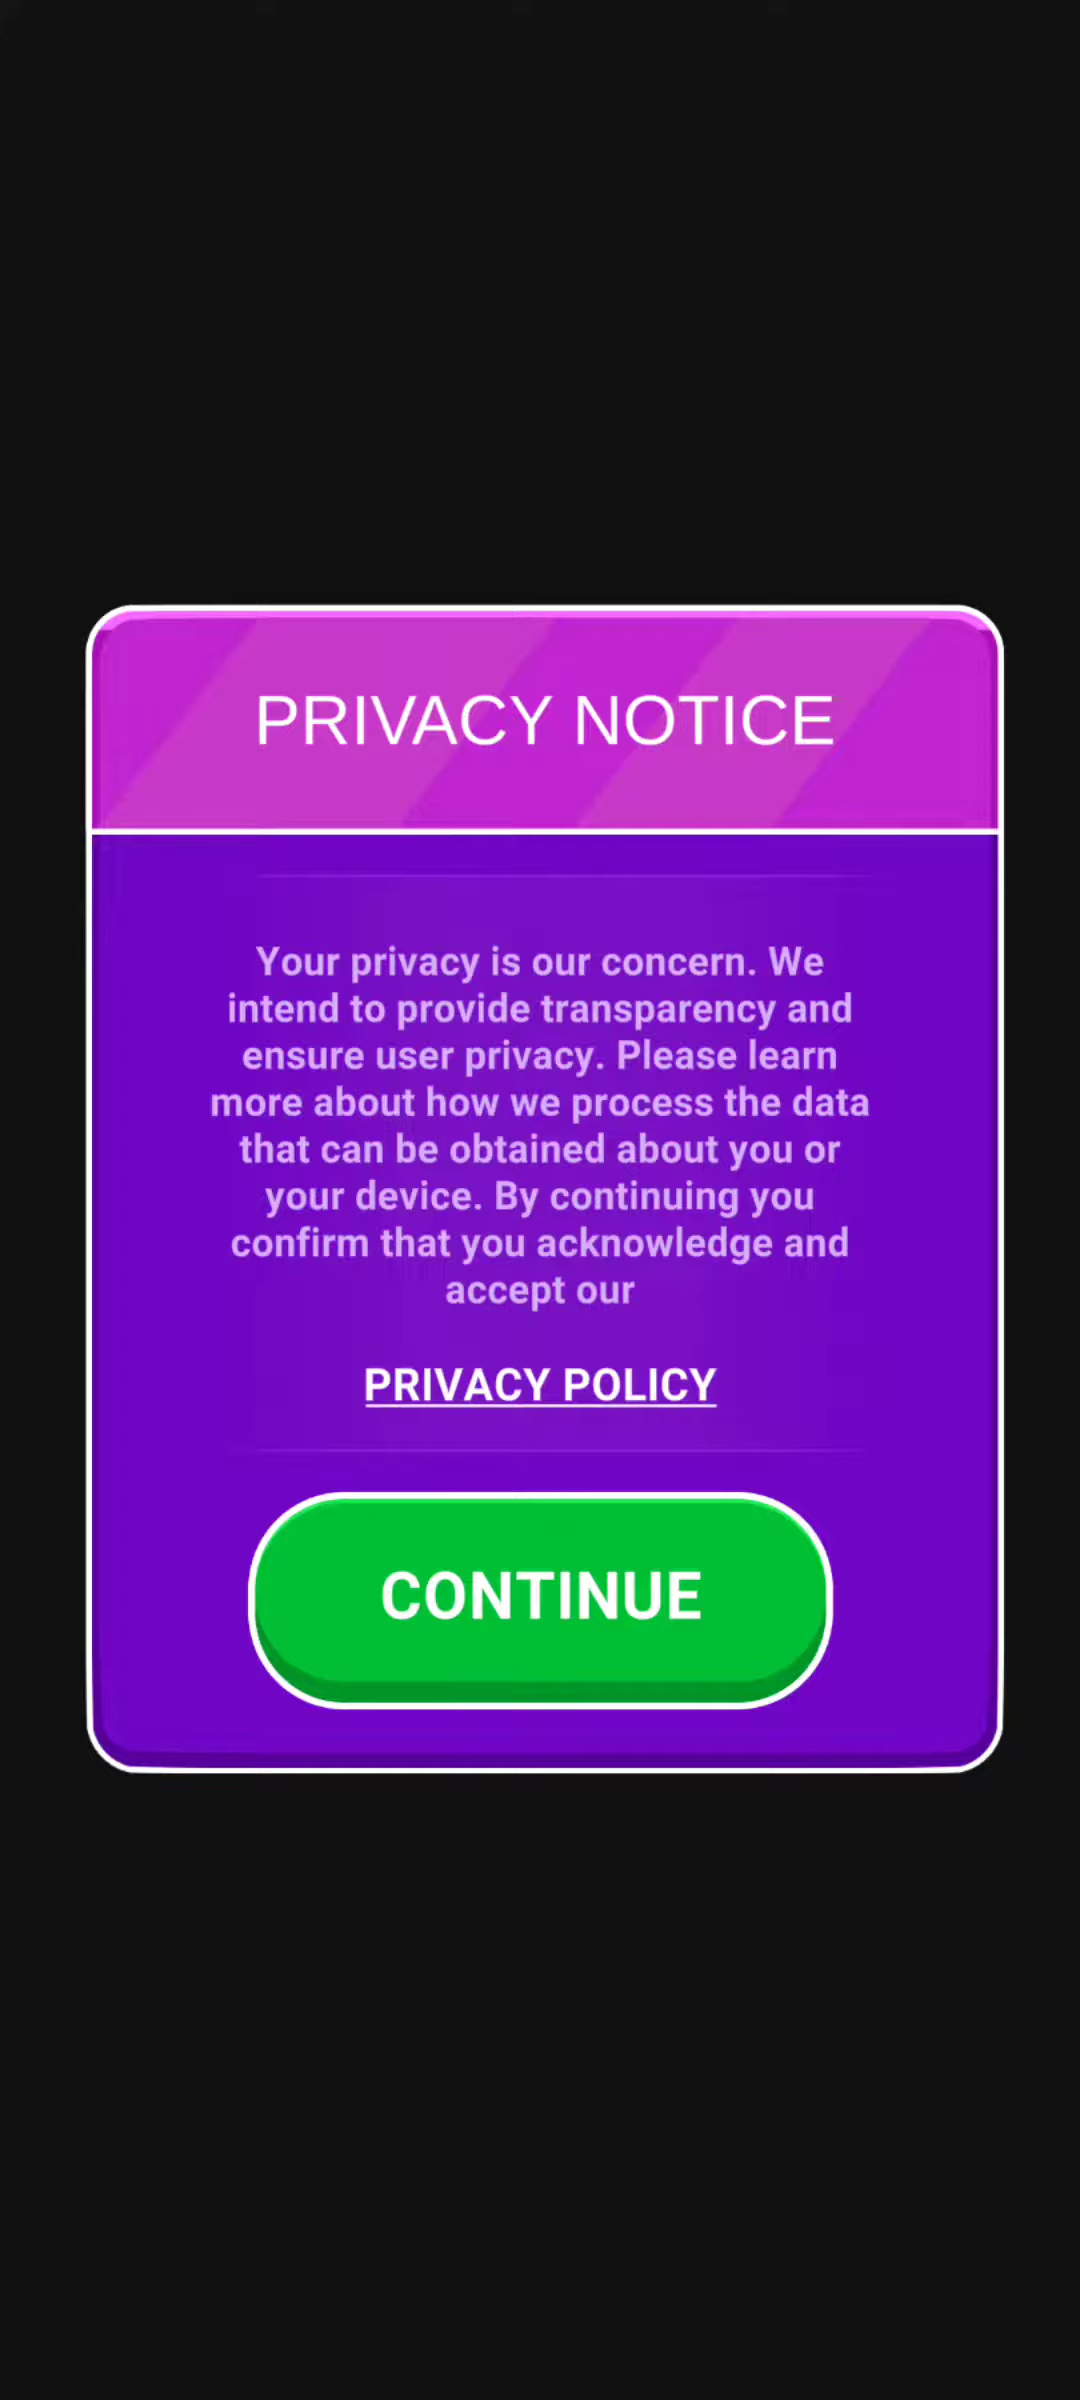 PRIVACY NOTICE
Your privacy is our concern. We
intend to provide transparency and
ensure user privacy. Please learn
more about how we process the data
that can be obtained about you or
your device. By continuing you
confirm that you acknowledge and
accept our
PRIVACY POLICY
CONTINUE